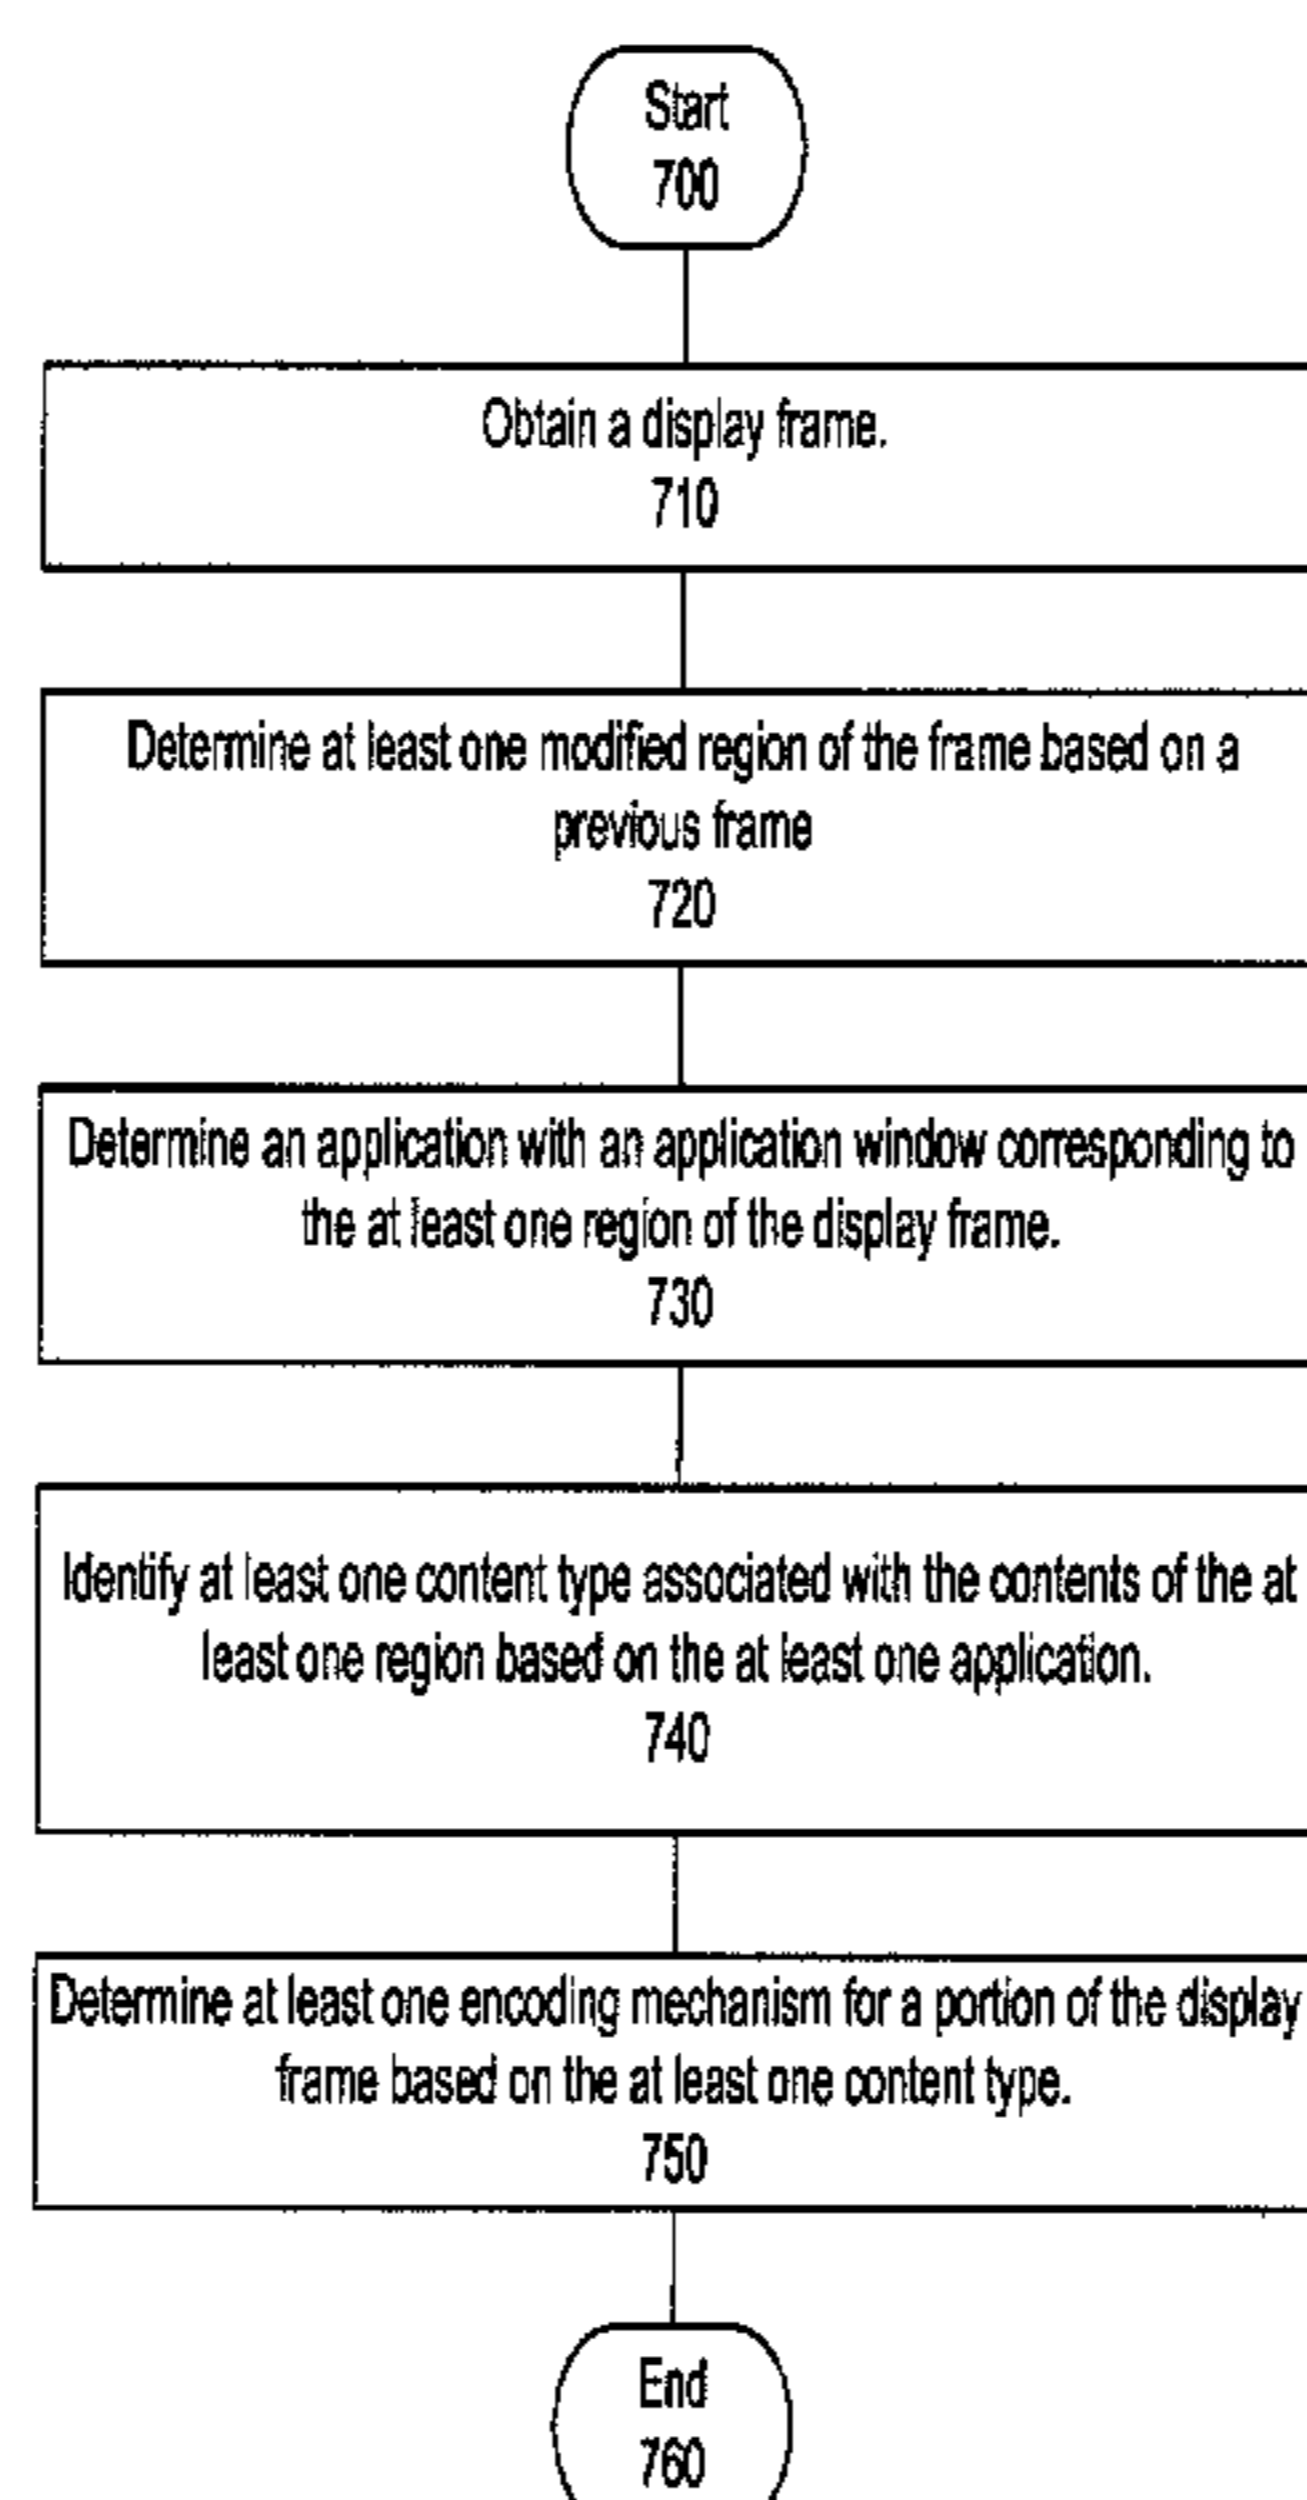 Start
700
Obtain a display frame.
710
Determine at least one modified region of the frame based on a
previous frame
720
Determine an application with an application window corresponding to
the at least one region of the display frame.
730
Identify at least one content type associated with the contents of the at
least one region based on the at least one application.
740
Determine at least one encoding mechanism for a portion of the display
frame based on the at least one content type.
750
End
760